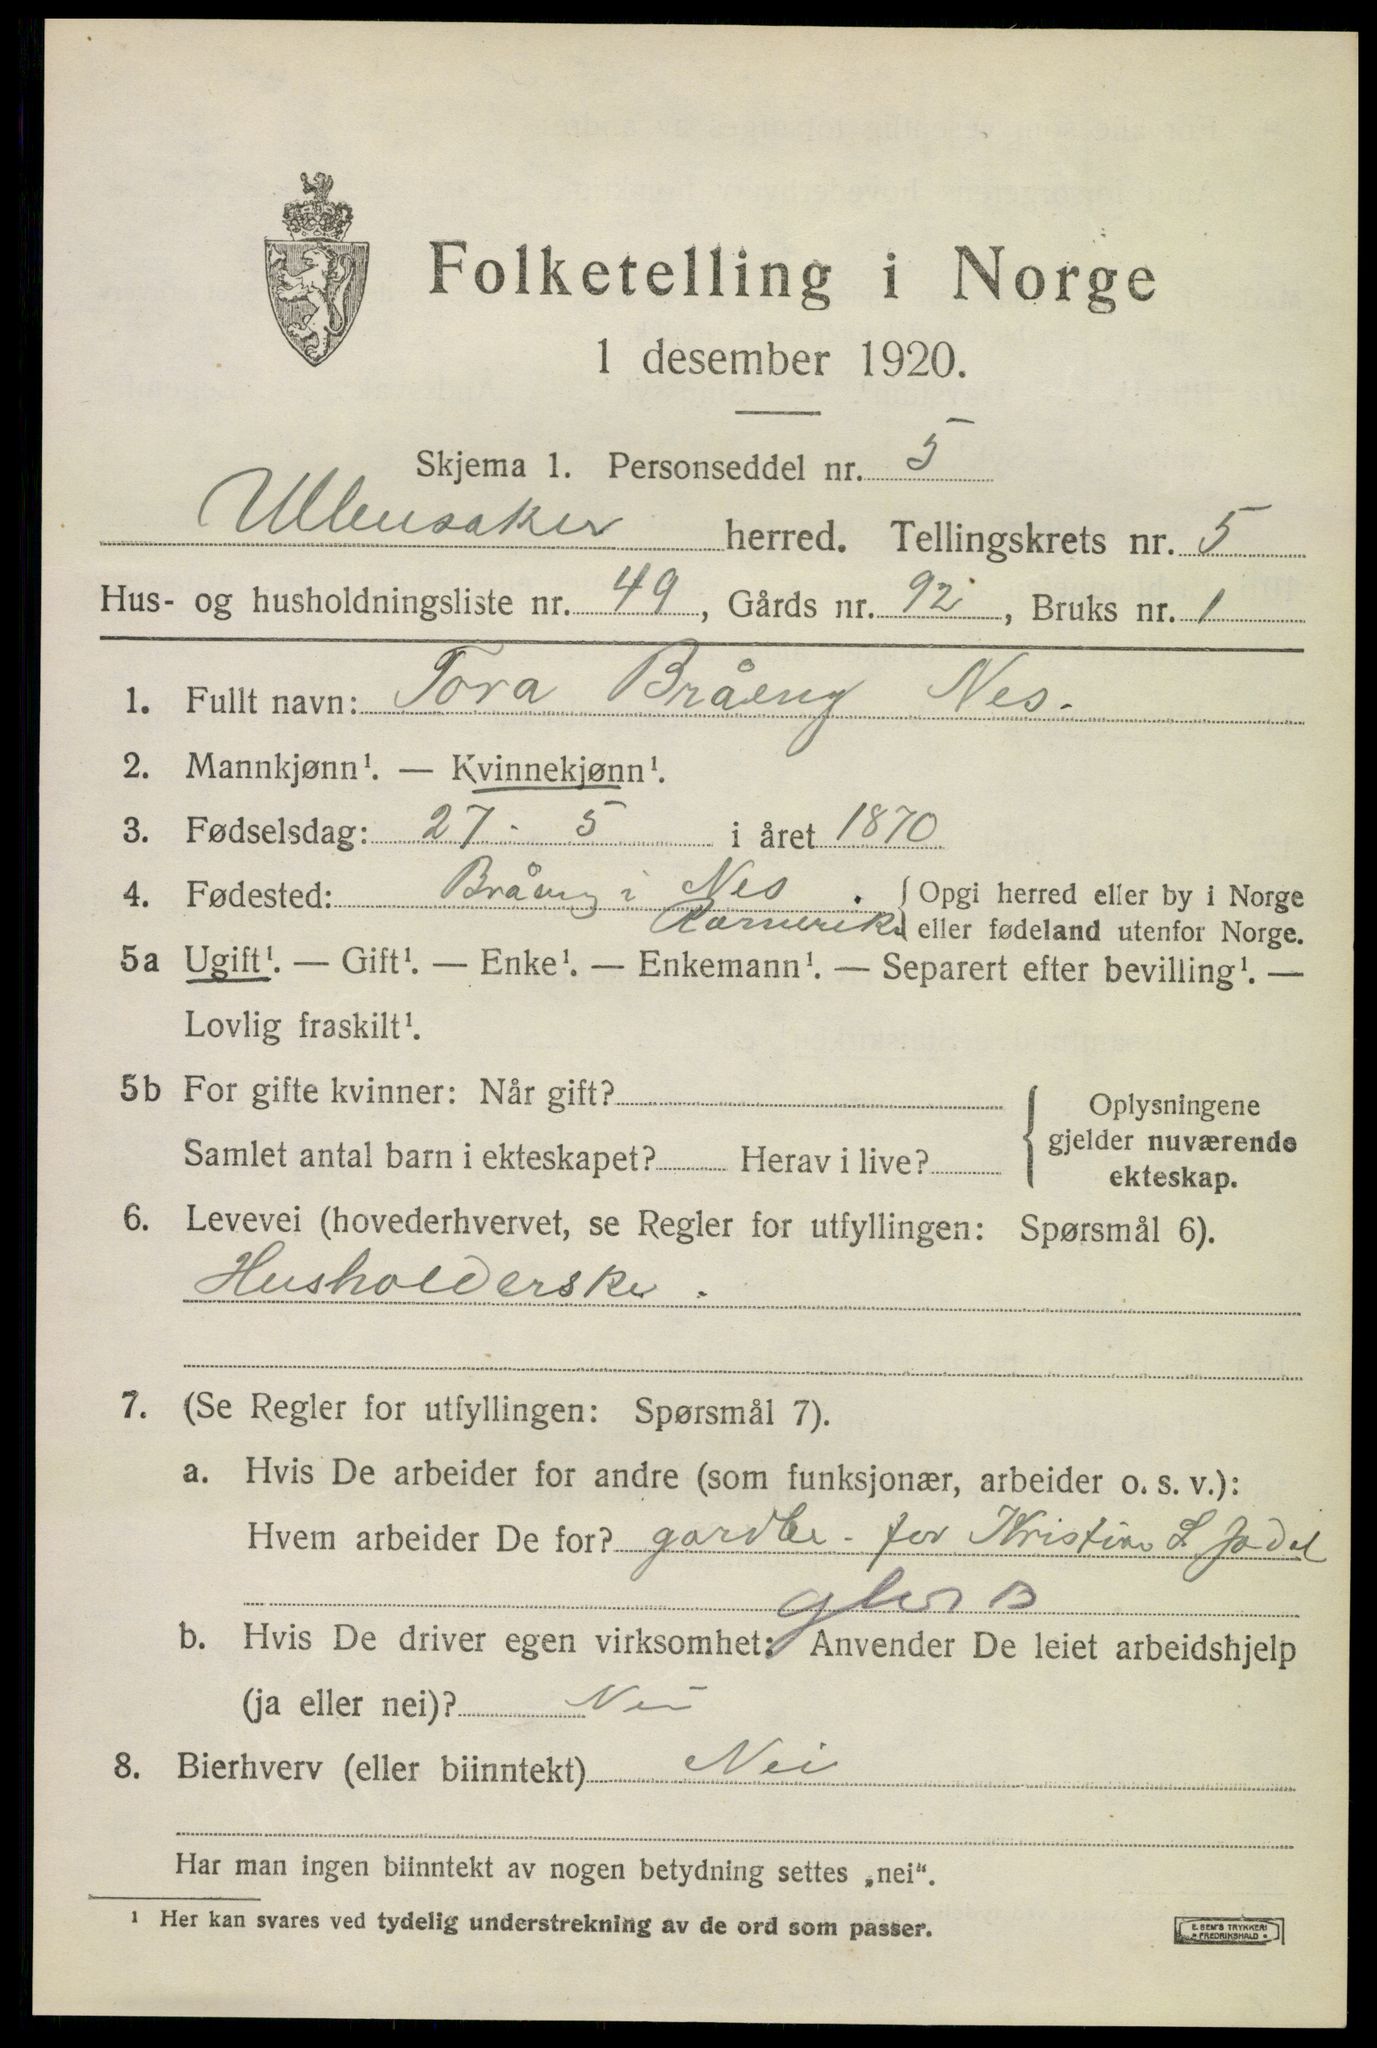 Folketelling i Norge
1 desember 1920.
Skjema 1. Personseddel nr. 5
Ullensaker herred. Tellingskrets nr. 5
Hus- og husholdningsliste nr. 49, Gårds nr. 92, Bruks nr. 1
1. Fullt navn: Tora Bråeng Nes.
2. Mannkjønn¹. — Kvinnekjønn¹.
3. Fødselsdag: 27. 5 i året 1870
4. Fødested: Bråeng i Nes . { Opgi herred eller by i Norge
Romerike eller fødeland utenfor Norge.
5a Ugift¹. — Gift¹. — Enke¹. — Enkemann¹. — Separert efter bevilling¹. —
Lovlig fraskilt¹.
5b For gifte kvinner: Når gift?
Samlet antal barn i ekteskapet? Herav i live?
Oplysningene
gjelder nuværende
ekteskap.
6. Levevei (hovederhvervet, se Regler for utfyllingen: Spørsmål 6).
Husholderske.
7. (Se Regler for utfyllingen: Spørsmål 7).
a. Hvis De arbeider for andre (som funksjonær, arbeider o. s. v.):
Hvem arbeider De for? for Kristine L.
b. Hvis De driver egen virksomhet: Anvender De leiet arbeidshjelp
(ja eller nei)? Nei
8. Bierhverv (eller biinntekt) Nei
Har man ingen biinntekt av nogen betydning settes „nei“.
¹ Her kan svares ved tydelig understrekning av de ord som passer.
E. SEM'S TRYKKERI
FREDRIKSHALD